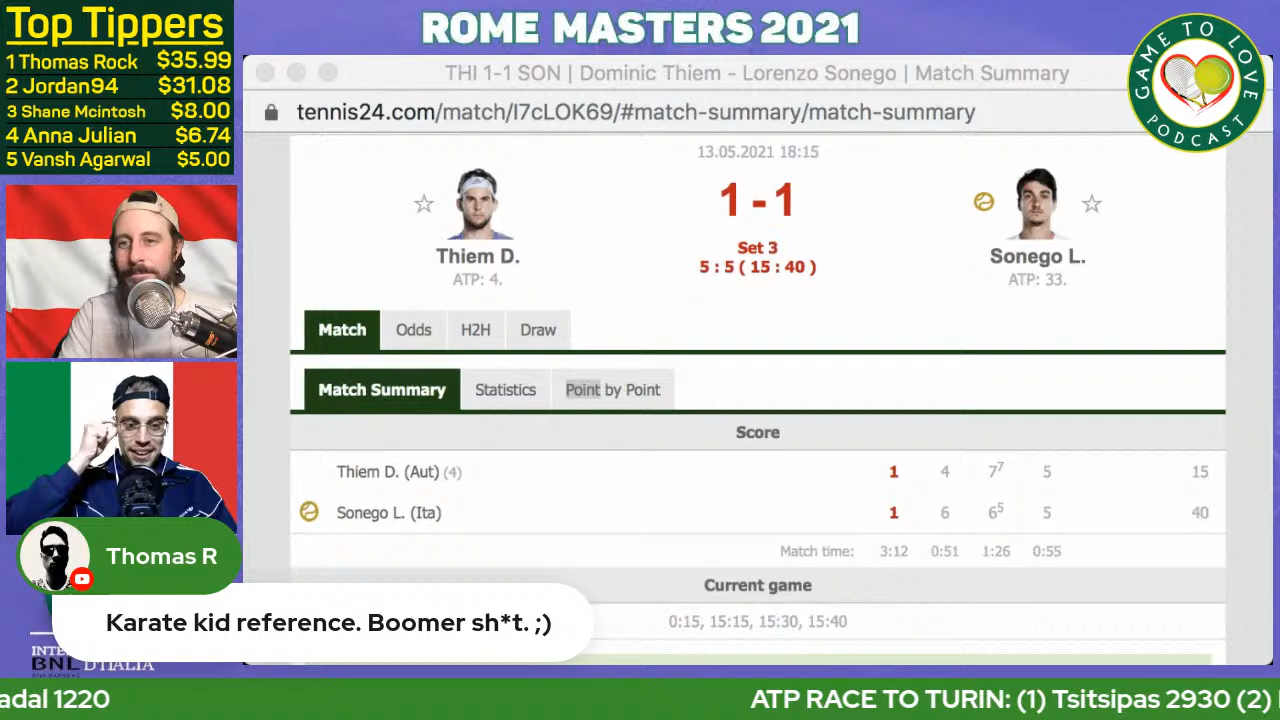 Top Tippers
1 Thomas Rock $35.99
2 Jordan94 $31.08
3 Shane Mcintosh $8.00
4 Anna Julian $6.74
5 Vansh Agarwal $5.00
ROME MASTERS 2021
GAME TO LOVE
PODCAST
THI 1-1 SON | Dominic Thiem - Lorenzo Sonego | Match Summary
tennis24.com/match/I7cLOK69/#match-summary/match-summary
13.05.2021 18:15
1 - 1
Thiem D.
ATP: 4.
Set 3
5 : 5 ( 15 : 40 )
Sonego L.
ATP: 33.
Match Odds H2H Draw
Match Summary Statistics Point by Point
Score
Thiem D. (Aut) (4) 1 4 7⁷ 5 15
Sonego L. (Ita) 1 6 6⁵ 5 40
Match time: 3:12 0:51 1:26 0:55
Current game
0:15, 15:15, 15:30, 15:40
Thomas R
Karate kid reference. Boomer sh*t. ;)
BNL D'ITALIA
adal 1220 ATP RACE TO TURIN: (1) Tsitsipas 2930 (2)